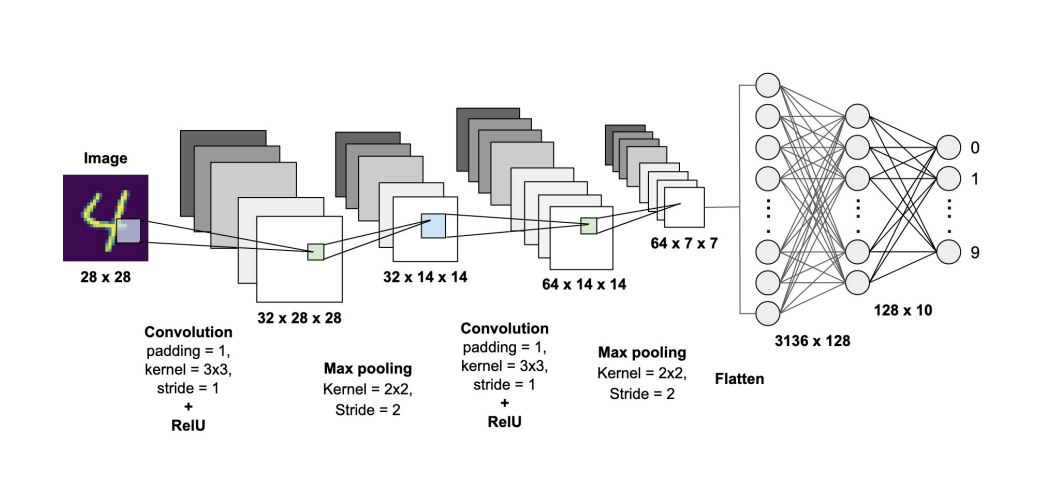 Image
28 x 28
32 x 28 x 28
Convolution
padding = 1,
kernel = 3x3,
stride = 1
+
RelU
32 x 14 x 14
Max pooling
Kernel = 2x2,
Stride = 2
64 x 14 x 14
Convolution
padding = 1,
kernel = 3x3,
stride = 1
+
RelU
64 x 7 x 7
Max pooling
Kernel = 2x2,
Stride = 2
Flatten
3136 x 128
128 x 10
0
1
9
4